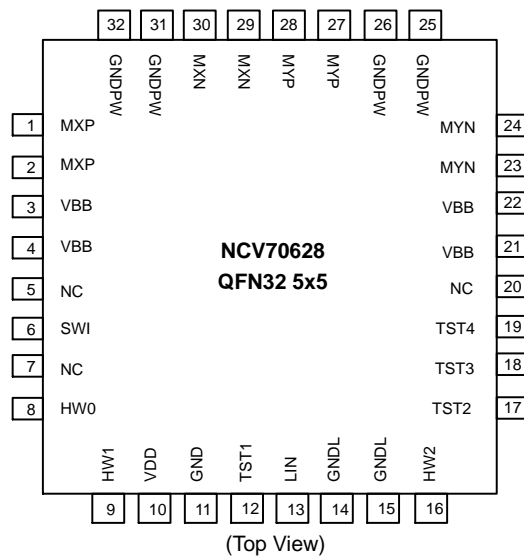 32 31 30 29 28 27 26 25
GNDPW GNDPW MXN MXN MYP MYP GNDPW GNDPW
1 MXP MYN 24
2 MXP MYN 23
3 VBB VBB 22
4 VBB VBB 21
NCV70628
QFN32 5x5
5 NC NC 20
6 SWI TST4 19
7 NC TST3 18
8 HW0 TST2 17
HW1 VDD GND TST1 LIN GNDL GNDL HW2
9 10 11 12 13 14 15 16
(Top View)